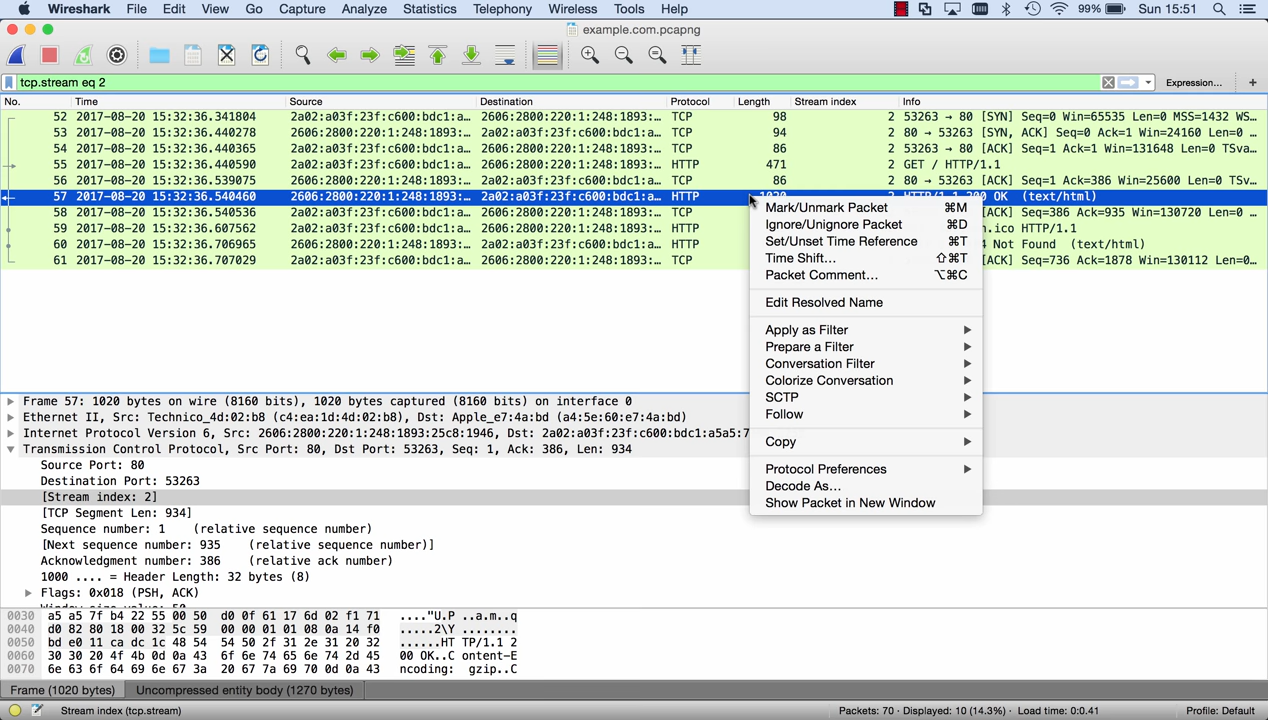 Wireshark File Edit View Go Capture Analyze Statistics Telephony Wireless Tools Help 99% Sun 15:51
example.com.pcapng
tcp.stream eq 2 Expression... +
No. Time Source Destination Protocol Length Stream index Info
52 2017-08-20 15:32:36.341804 2a02:a03f:23f:c600:bdc1:a… 2606:2800:220:1:248:1893:… TCP 98 2 53263 → 80 [SYN] Seq=0 Win=65535 Len=0 MSS=1432 WS…
53 2017-08-20 15:32:36.440278 2606:2800:220:1:248:1893:… 2a02:a03f:23f:c600:bdc1:a… TCP 94 2 80 → 53263 [SYN, ACK] Seq=0 Ack=1 Win=24160 Len=0 …
54 2017-08-20 15:32:36.440365 2a02:a03f:23f:c600:bdc1:a… 2606:2800:220:1:248:1893:… TCP 86 2 53263 → 80 [ACK] Seq=1 Ack=1 Win=131648 Len=0 TSva…
55 2017-08-20 15:32:36.440590 2a02:a03f:23f:c600:bdc1:a… 2606:2800:220:1:248:1893:… HTTP 471 2 GET / HTTP/1.1
56 2017-08-20 15:32:36.539075 2606:2800:220:1:248:1893:… 2a02:a03f:23f:c600:bdc1:a… TCP 86 2 80 → 53263 [ACK] Seq=1 Ack=386 Win=25600 Len=0 TSv…
57 2017-08-20 15:32:36.540460 2606:2800:220:1:248:1893:… 2a02:a03f:23f:c600:bdc1:a… HTTP 1020 2 HTTP/1.1 200 OK (text/html)
58 2017-08-20 15:32:36.540536 2a02:a03f:23f:c600:bdc1:a… 2606:2800:220:1:248:1893:… TCP [ACK] Seq=386 Ack=935 Win=130720 Len=0…
59 2017-08-20 15:32:36.607562 2a02:a03f:23f:c600:bdc1:a… 2606:2800:220:1:248:1893:… HTTP n.ico HTTP/1.1
60 2017-08-20 15:32:36.706965 2606:2800:220:1:248:1893:… 2a02:a03f:23f:c600:bdc1:a… HTTP 4 Not Found (text/html)
61 2017-08-20 15:32:36.707029 2a02:a03f:23f:c600:bdc1:a… 2606:2800:220:1:248:1893:… TCP [ACK] Seq=736 Ack=1878 Win=130112 Len=0…
Mark/Unmark Packet ⌘M
Ignore/Unignore Packet ⌘D
Set/Unset Time Reference ⌘T
Time Shift… ⇧⌘T
Packet Comment… ⌥⌘C
Edit Resolved Name
Apply as Filter
Prepare a Filter
Conversation Filter
Colorize Conversation
SCTP
Follow
Copy
Protocol Preferences
Decode As…
Show Packet in New Window
Frame 57: 1020 bytes on wire (8160 bits), 1020 bytes captured (8160 bits) on interface 0
Ethernet II, Src: Technico_4d:02:b8 (c4:ea:1d:4d:02:b8), Dst: Apple_e7:4a:bd (a4:5e:60:e7:4a:bd)
Internet Protocol Version 6, Src: 2606:2800:220:1:248:1893:25c8:1946, Dst: 2a02:a03f:23f:c600:bdc1:a5a5:7
Transmission Control Protocol, Src Port: 80, Dst Port: 53263, Seq: 1, Ack: 386, Len: 934
Source Port: 80
Destination Port: 53263
[Stream index: 2]
[TCP Segment Len: 934]
Sequence number: 1 (relative sequence number)
[Next sequence number: 935 (relative sequence number)]
Acknowledgment number: 386 (relative ack number)
1000 .... = Header Length: 32 bytes (8)
Flags: 0x018 (PSH, ACK)
0030 a5 a5 7f b4 22 55 00 50 d0 0f 61 17 6d 02 f1 71 ...."U.P ..a.m..q
0040 d0 82 80 18 00 32 5c 59 00 00 01 01 08 0a 14 f0 .....2\Y ........
0050 bd e0 11 ca dc 1c 48 54 54 50 2f 31 2e 31 20 32 ......HT TP/1.1 2
0060 30 30 20 4f 4b 0d 0a 43 6f 6e 74 65 6e 74 2d 45 00 OK..C ontent-E
0070 6e 63 6f 64 69 6e 67 3a 20 67 7a 69 70 0d 0a 43 ncoding: gzip..C
Frame (1020 bytes) Uncompressed entity body (1270 bytes)
Stream index (tcp.stream) Packets: 70 · Displayed: 10 (14.3%) · Load time: 0:0.41 Profile: Default